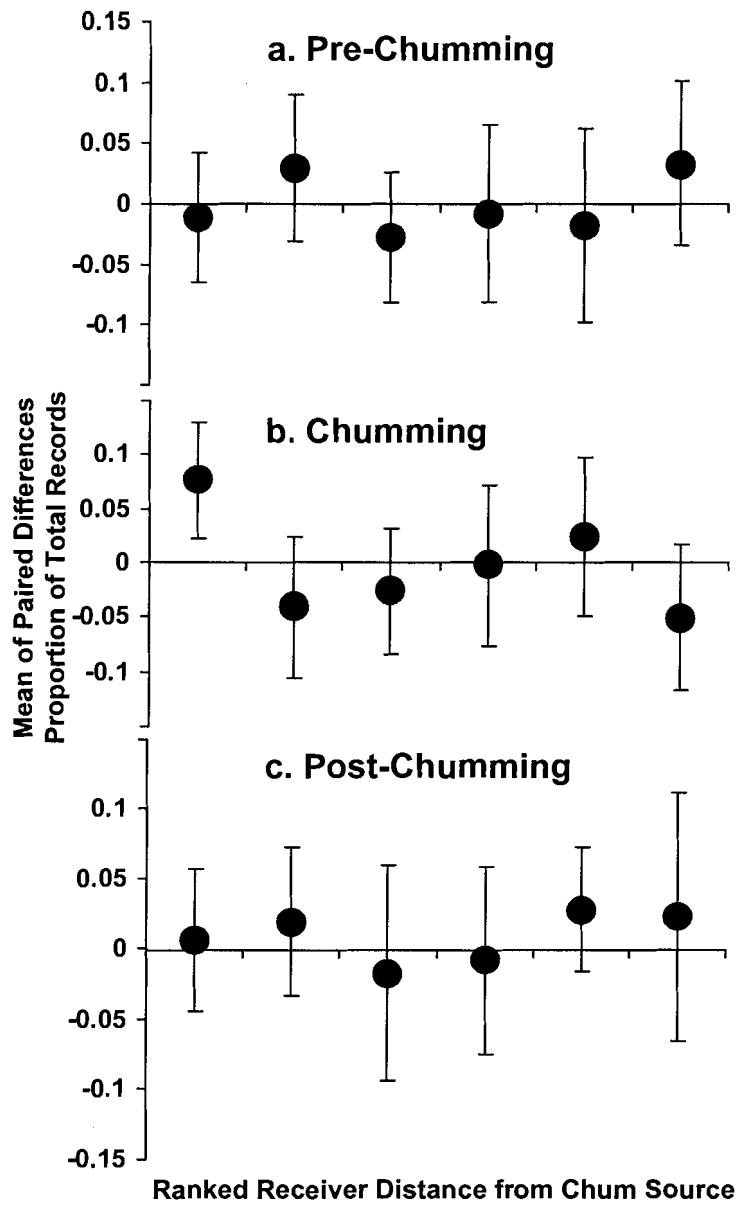 0.15
a. Pre-Chumming
0.1
0.05
0
-0.05
-0.1
b. Chumming
0.1
0.05
0
-0.05
-0.1
Mean of Paired Differences
Proportion of Total Records
c. Post-Chumming
0.1
0.05
0
-0.05
-0.1
-0.15
Ranked Receiver Distance from Chum Source